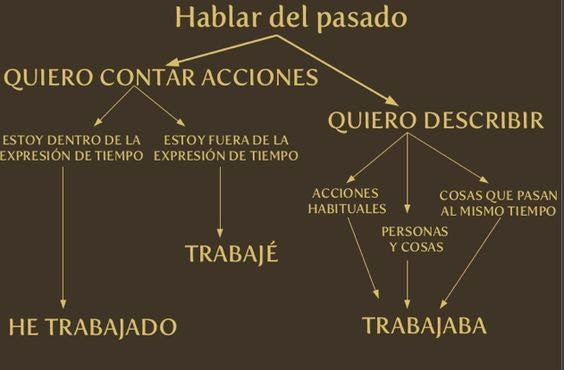 Hablar del pasado
QUIERO CONTAR ACCIONES
ESTOY DENTRO DE LA
EXPRESIÓN DE TIEMPO
ESTOY FUERA DE LA
EXPRESIÓN DE TIEMPO
HE TRABAJADO
TRABAJÉ
QUIERO DESCRIBIR
ACCIONES
HABITUALES
PERSONAS
Y COSAS
COSAS QUE PASAN
AL MISMO TIEMPO
TRABAJABA